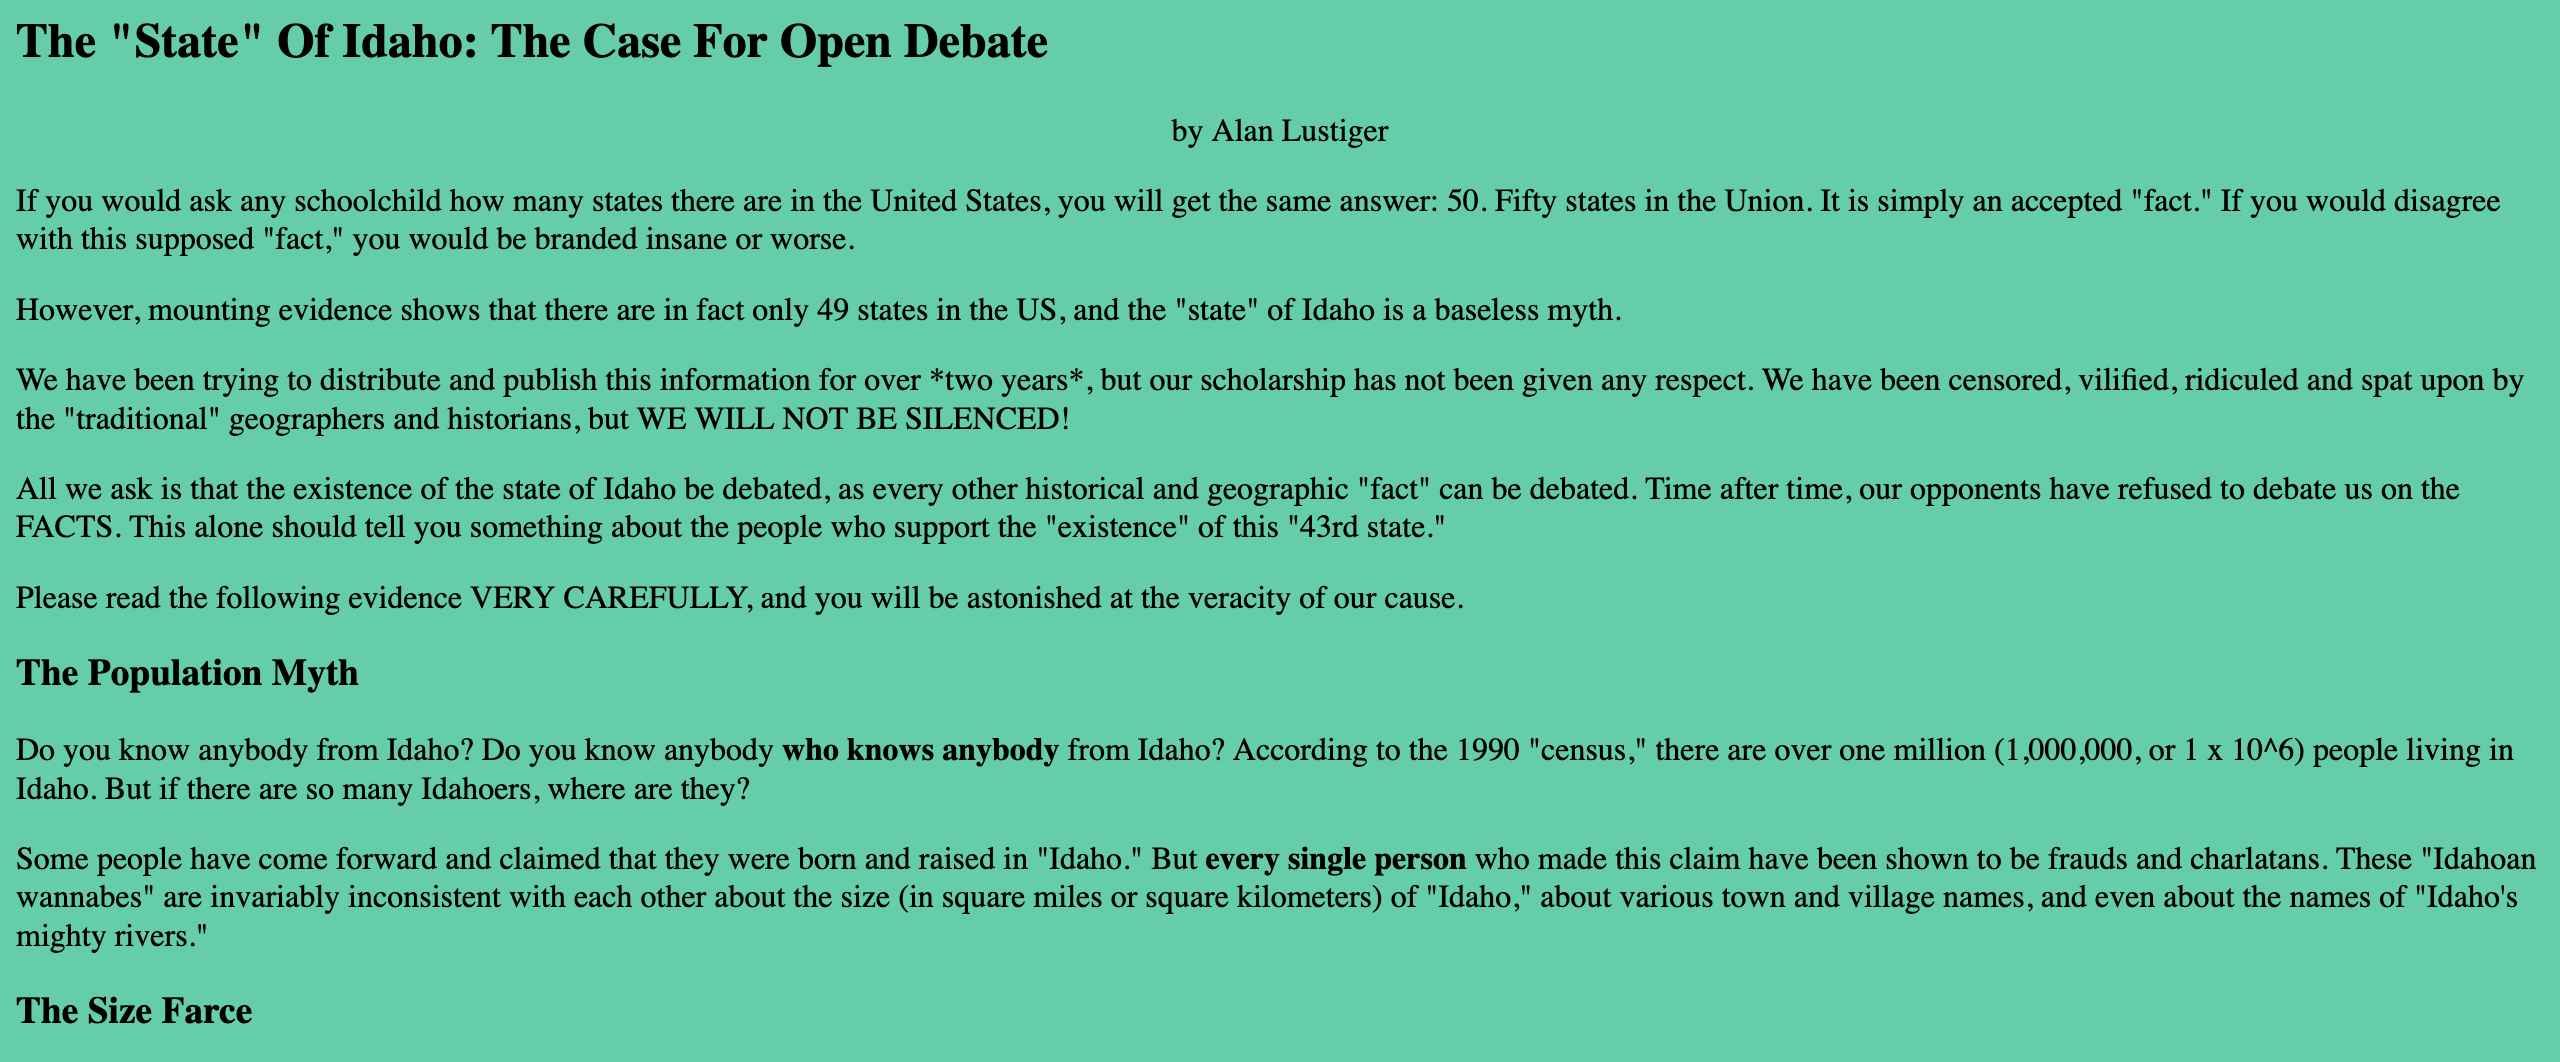 The "State" Of Idaho: The Case For Open Debate
by Alan Lustiger
If you would ask any schoolchild how many states there are in the United States, you will get the same answer: 50. Fifty states in the Union. It is simply an accepted "fact." If you would disagree
with this supposed "fact," you would be branded insane or worse.
However, mounting evidence shows that there are in fact only 49 states in the US, and the "state" of Idaho is a baseless myth.
We have been trying to distribute and publish this information for over *two years*, but our scholarship has not been given any respect. We have been censored, vilified, ridiculed and spat upon by
the "traditional" geographers and historians, but WE WILL NOT BE SILENCED!
All we ask is that the existence of the state of Idaho be debated, as every other historical and geographic "fact" can be debated. Time after time, our opponents have refused to debate us on the
FACTS. This alone should tell you something about the people who support the "existence" of this "43rd state."
Please read the following evidence VERY CAREFULLY, and you will be astonished at the veracity of our cause.
The Population Myth
Do you know anybody from Idaho? Do you know anybody who knows anybody from Idaho? According to the 1990 "census," there are over one million (1,000,000, or 1 x 10^6) people living in
Idaho. But if there are so many Idahoers, where are they?
Some people have come forward and claimed that they were born and raised in "Idaho." But every single person who made this claim have been shown to be frauds and charlatans. These "Idahoan
wannabes" are invariably inconsistent with each other about the size (in square miles or square kilometers) of "Idaho," about various town and village names, and even about the names of "Idaho's
mighty rivers."
The Size Farce